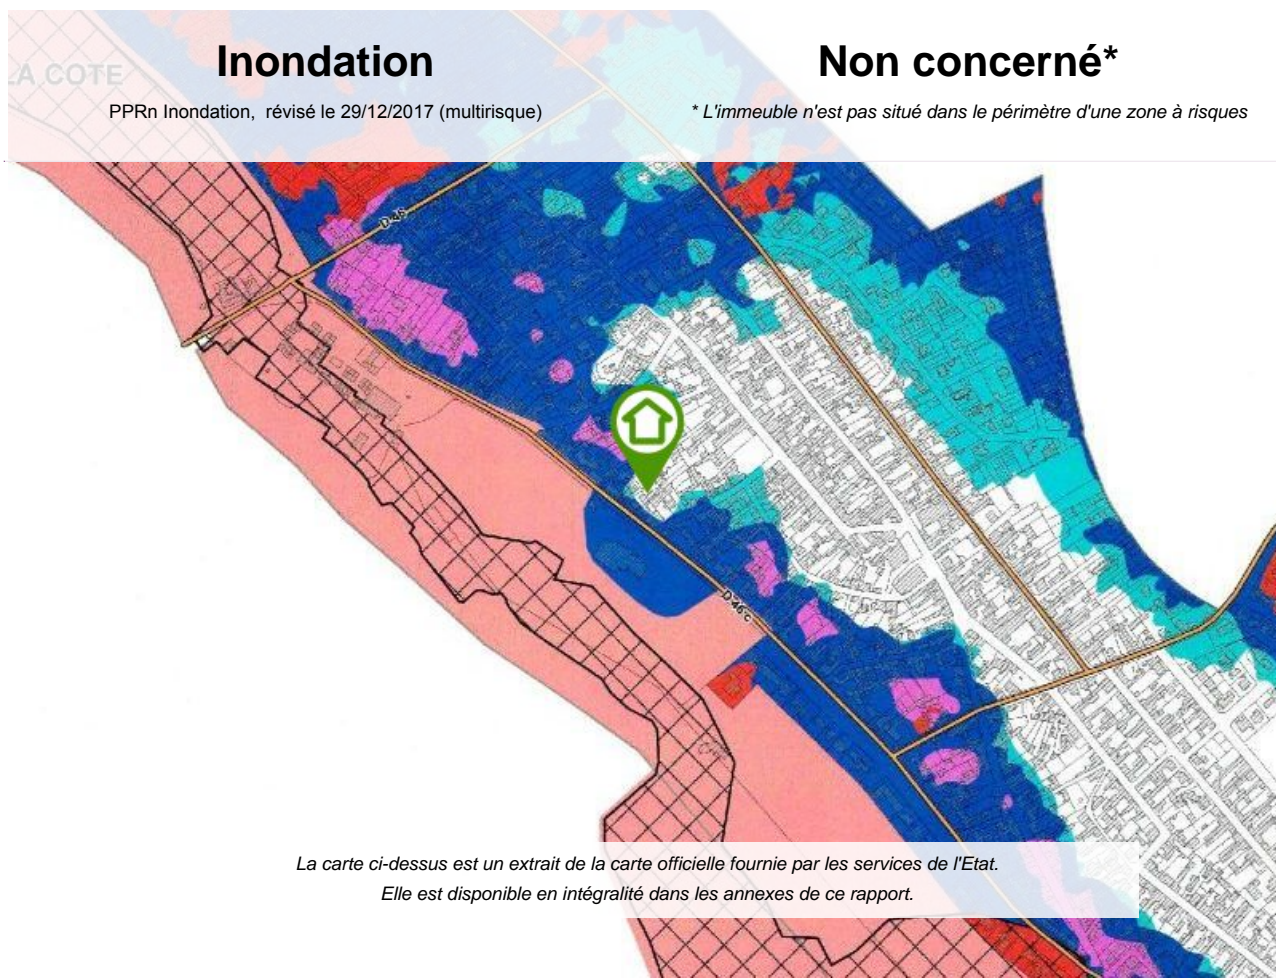 LA COTE
Inondation
Non concerné*
PPRn Inondation, révisé le 29/12/2017 (multirisque)
* L'immeuble n'est pas situé dans le périmètre d'une zone à risques
D 46
D 46c
La carte ci-dessus est un extrait de la carte officielle fournie par les services de l'Etat.
Elle est disponible en intégralité dans les annexes de ce rapport.